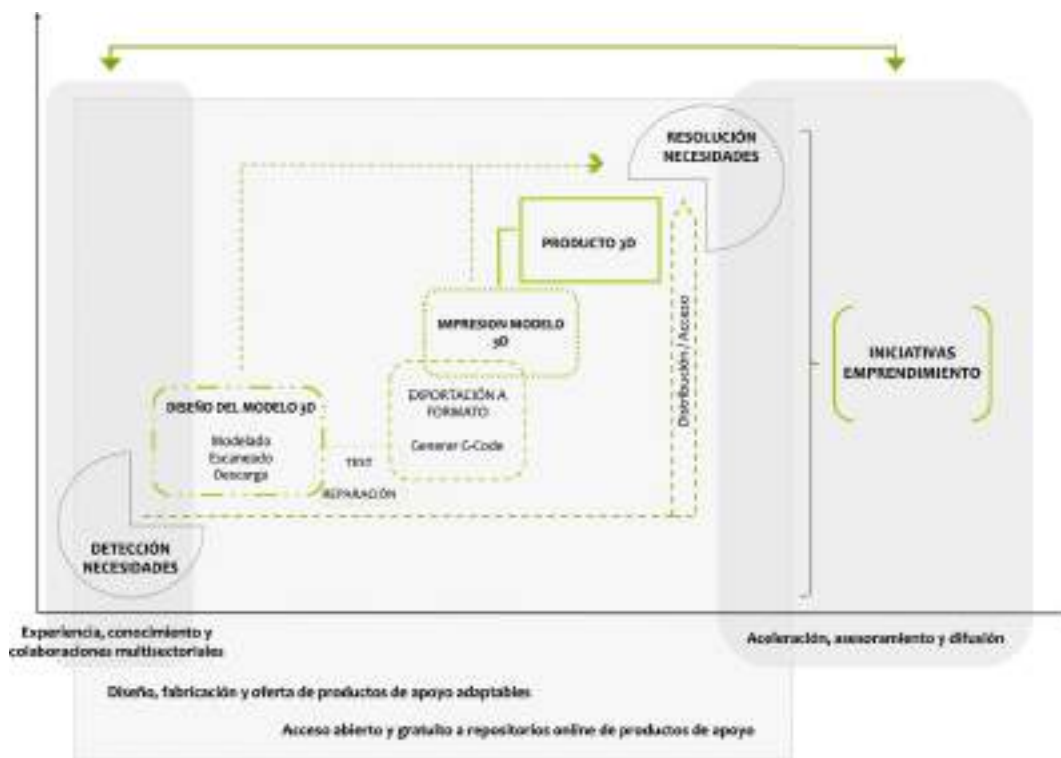 RESOLUCIÓN
NECESIDADES
PRODUCTO 3D
IMPRESION MODELO
3D
Distribución / Acceso
INICIATIVAS
EMPRENDIMIENTO
DISEÑO DEL MODELO 3D
Modelado
Escaneado
Descarga
EXPORTACIÓN A
FORMATO
Generar G-Code
TEST
REPARACIÓN
DETECCIÓN
NECESIDADES
Experiencia, conocimiento y
colaboraciones multisectoriales
Aceleración, asesoramiento y difusión
Diseño, fabricación y oferta de productos de apoyo adaptables
Acceso abierto y gratuito a repositorios online de productos de apoyo